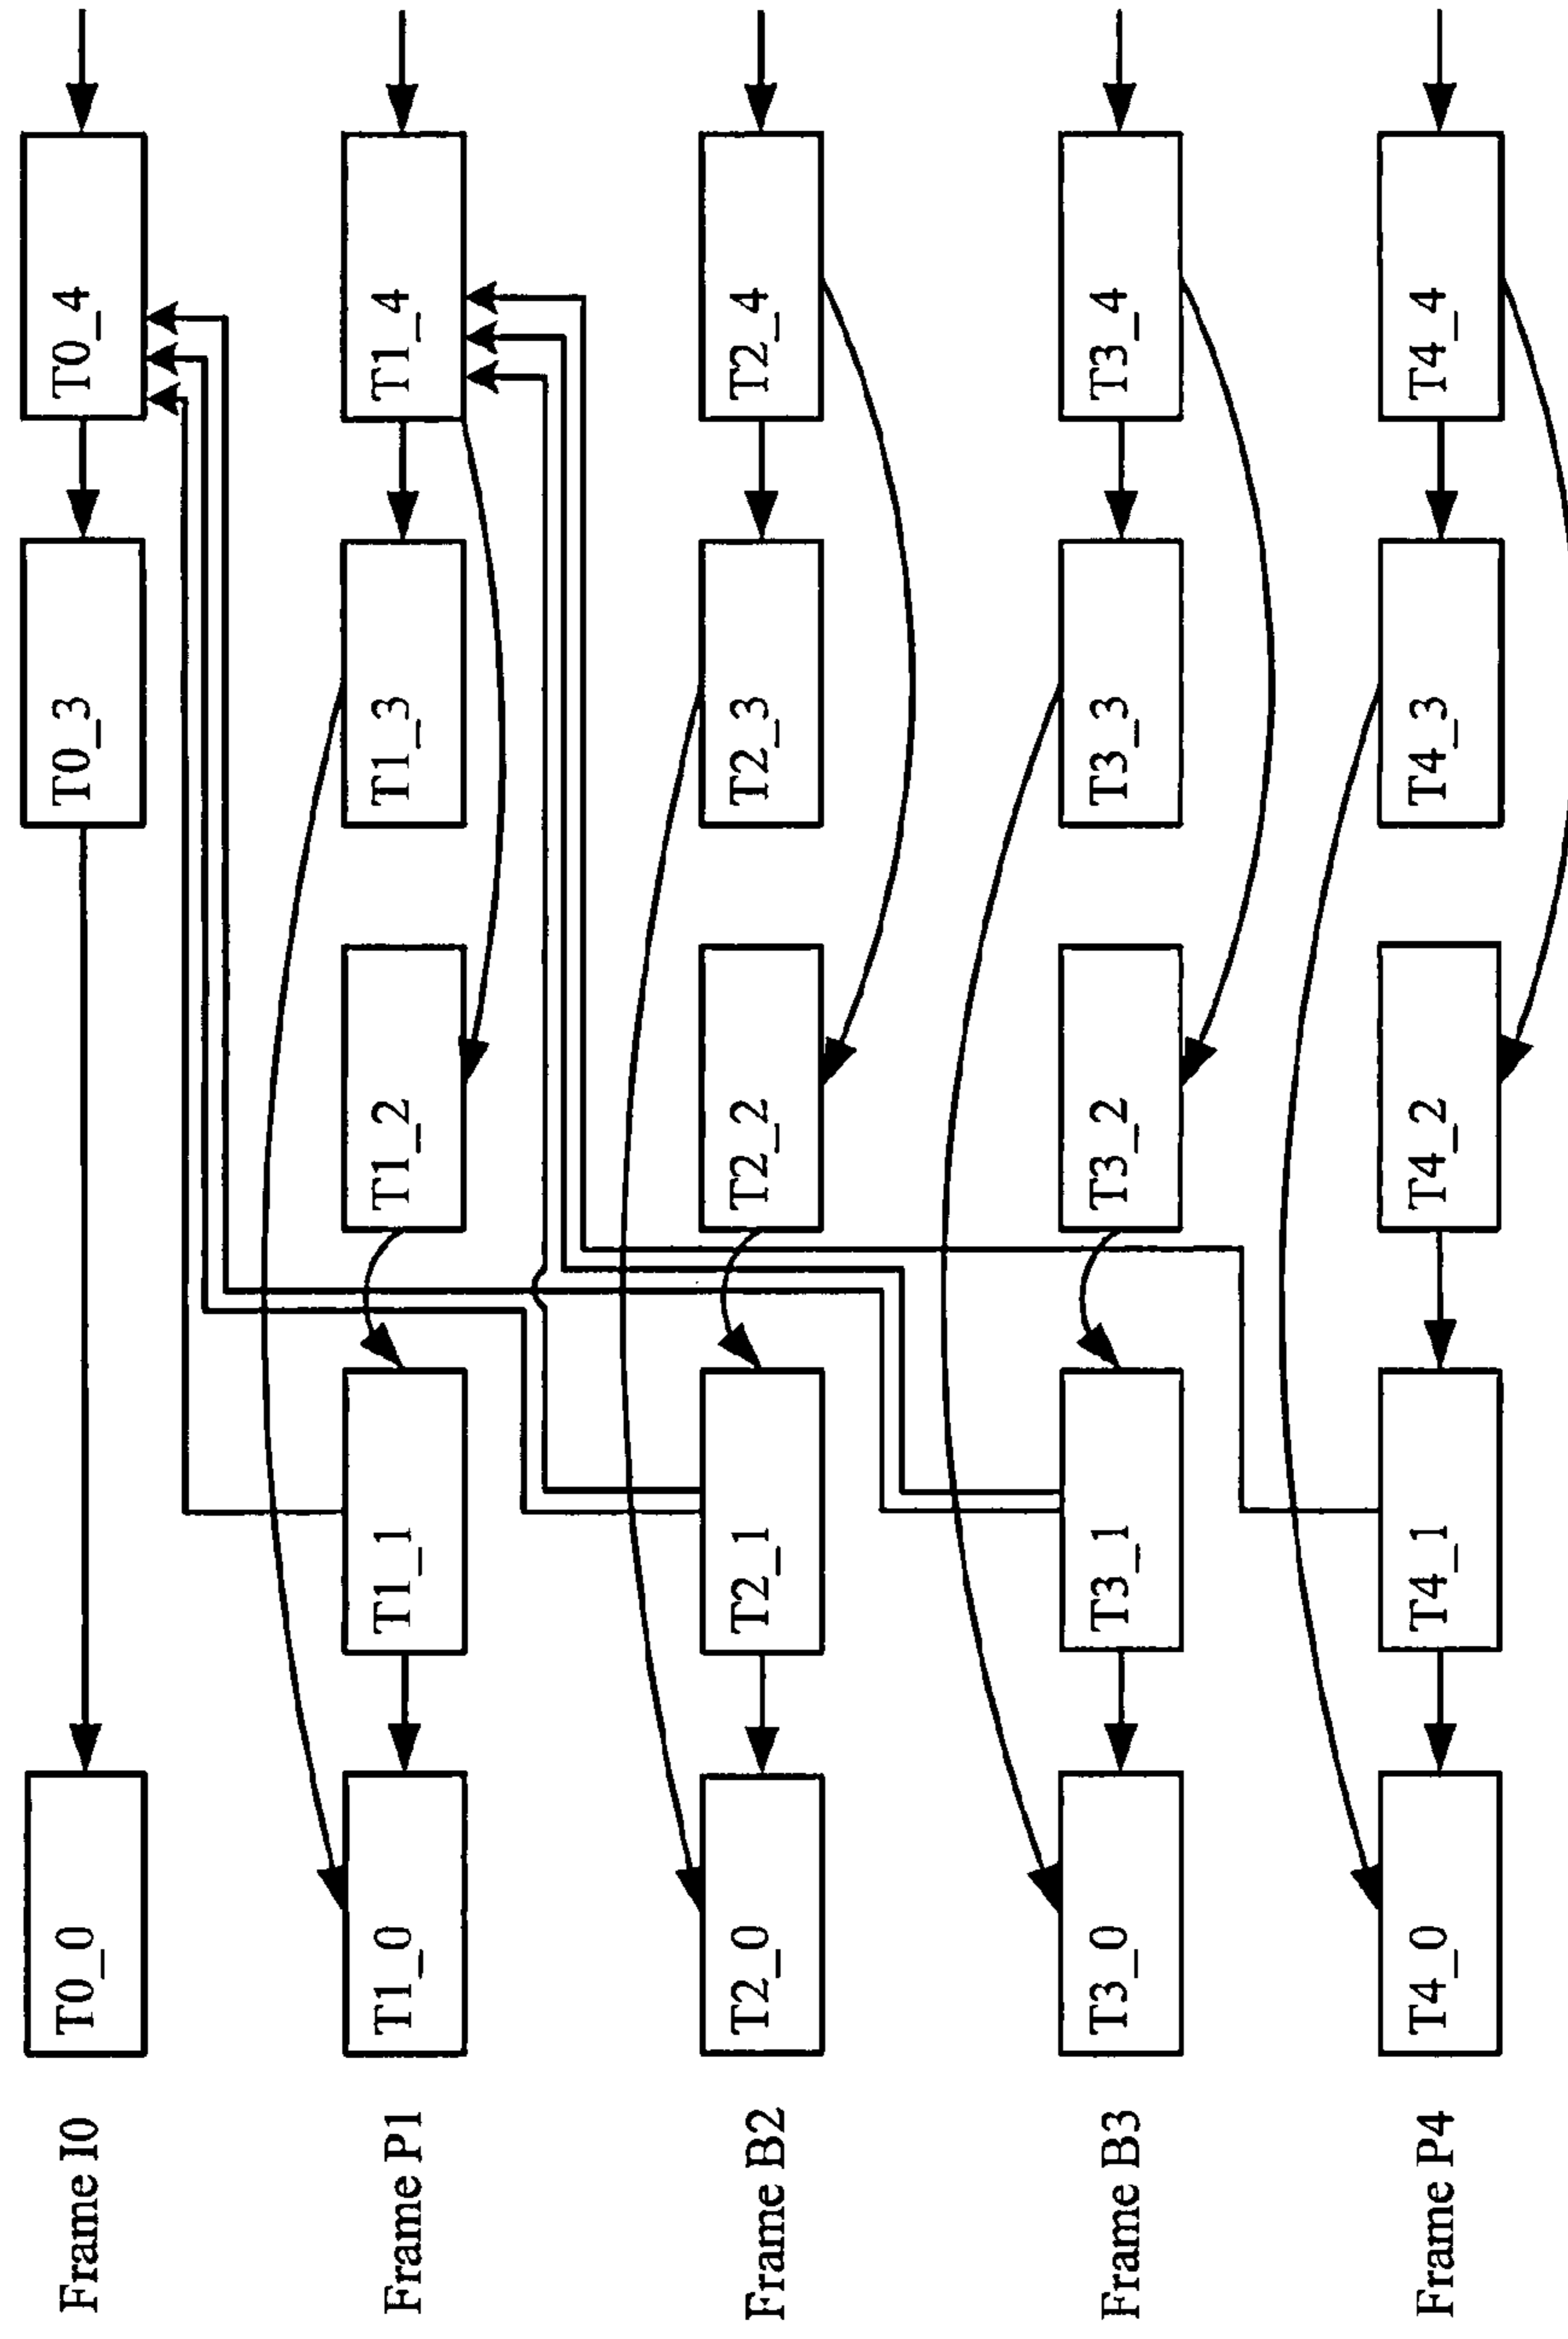 Frame I0
T0_0
T0_3
T0_4
Frame P1
T1_0
T1_1
T1_2
T1_3
T1_4
Frame B2
T2_0
T2_1
T2_2
T2_3
T2_4
Frame B3
T3_0
T3_1
T3_2
T3_3
T3_4
Frame P4
T4_0
T4_1
T4_2
T4_3
T4_4